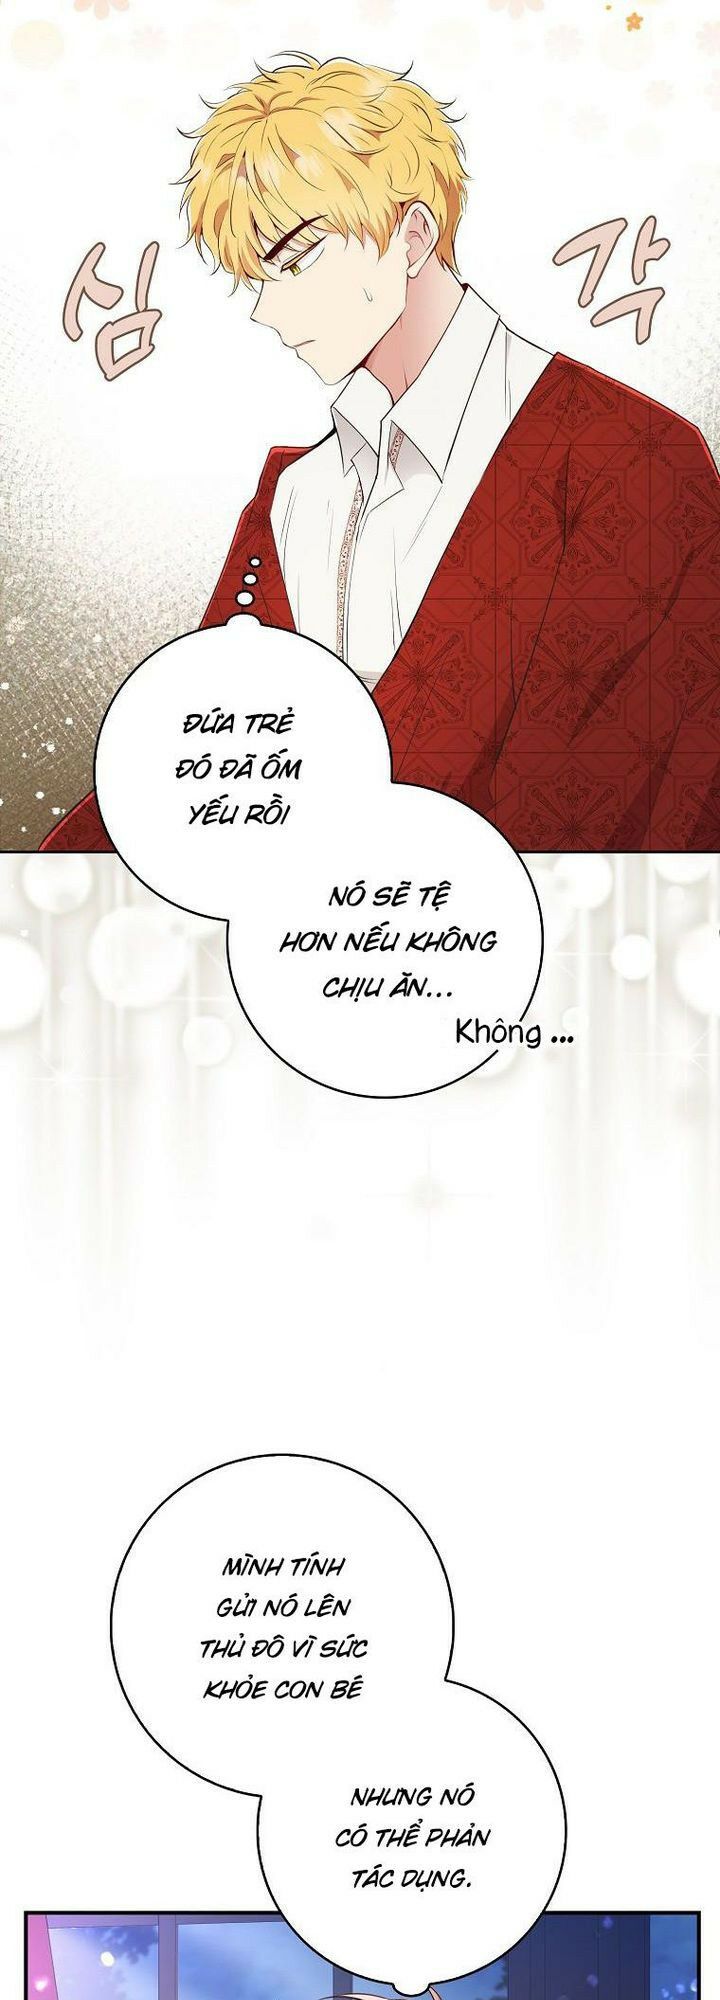 심 각
ĐỨA TRẺ
ĐÓ ĐÃ ỐM
YẾU RỒI
NÓ SẼ TỆ
HƠN NẾU KHÔNG
CHỊU ĂN...
Không ...
MÌNH TÍNH
GỬI NÓ LÊN
THỦ ĐÔ VÌ SỨC
KHỎE CON BÉ
NHƯNG NÓ
CÓ THỂ PHẢN
TÁC DỤNG.